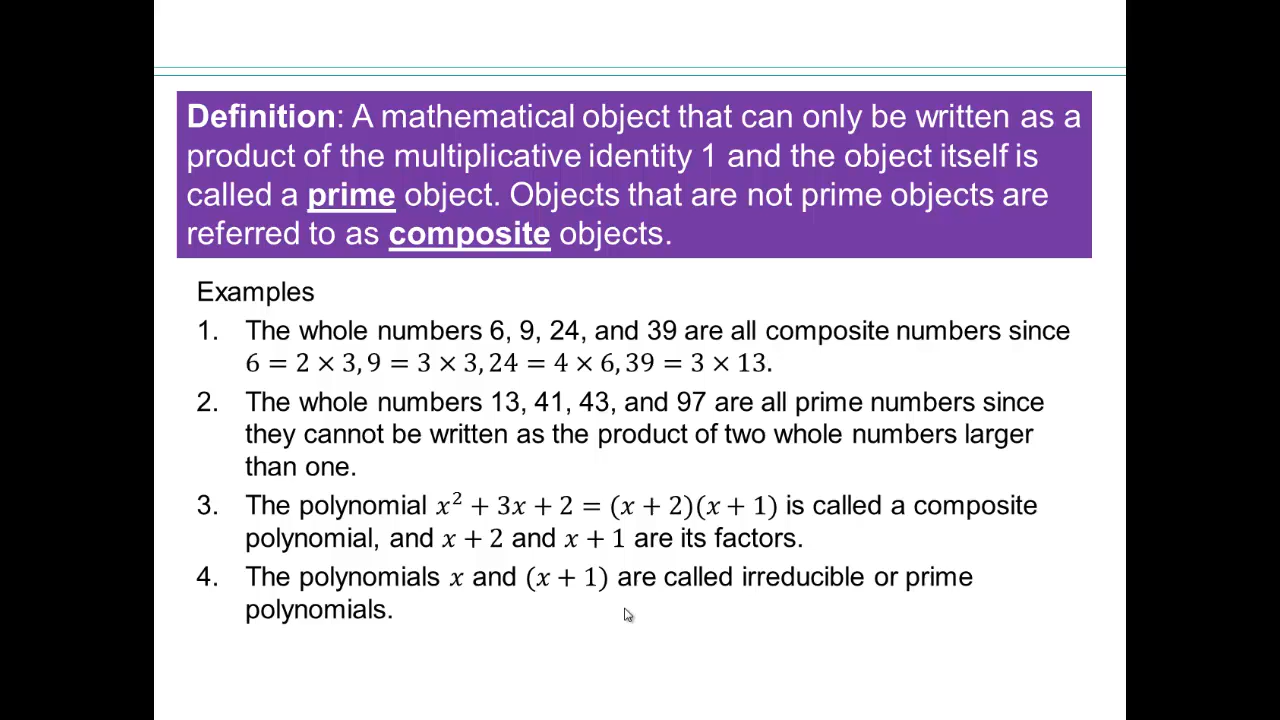 Definition: A mathematical object that can only be written as a
product of the multiplicative identity 1 and the object itself is
called a prime object. Objects that are not prime objects are
referred to as composite objects.
Examples
1. The whole numbers 6, 9, 24, and 39 are all composite numbers since
6 = 2 × 3, 9 = 3 × 3, 24 = 4 × 6, 39 = 3 × 13.
2. The whole numbers 13, 41, 43, and 97 are all prime numbers since
they cannot be written as the product of two whole numbers larger
than one.
3. The polynomial 𝑥² + 3𝑥 + 2 = (𝑥 + 2)(𝑥 + 1) is called a composite
polynomial, and 𝑥 + 2 and 𝑥 + 1 are its factors.
4. The polynomials 𝑥 and (𝑥 + 1) are called irreducible or prime
polynomials.